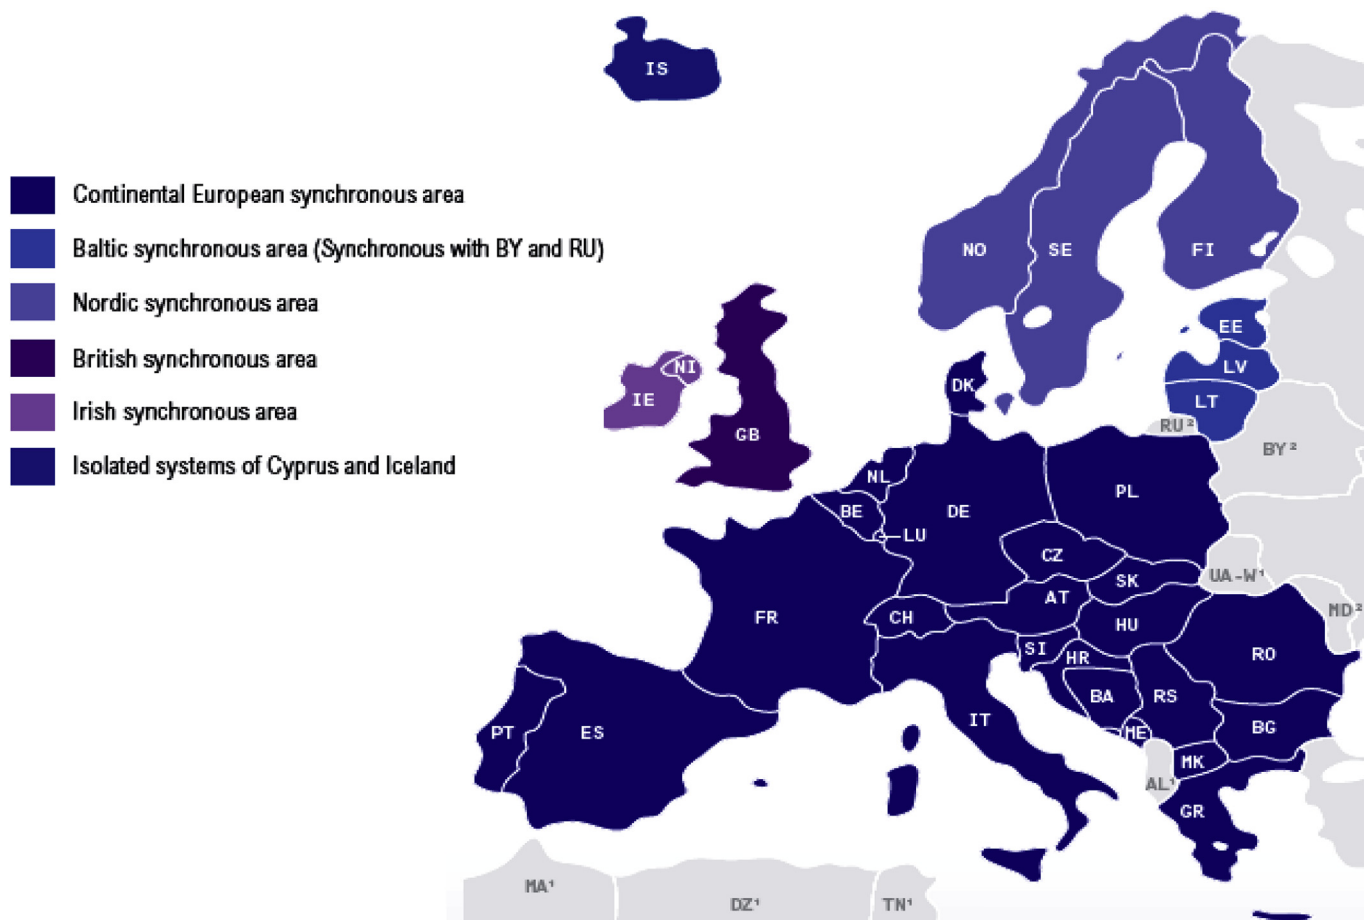 IS
Continental European synchronous area
Baltic synchronous area (Synchronous with BY and RU)
Nordic synchronous area
British synchronous area
Irish synchronous area
Isolated systems of Cyprus and Iceland
NO
SE
FI
EE
LV
LT
DK
NI
IE
GB
RU²
BY²
NL
PL
BE
DE
LU
CZ
UA-W¹
SK
AT
MD²
FR
CH
HU
SI
HR
RO
BA
RS
IT
PT
ES
ME
BG
MK
AL¹
GR
MA¹
DZ¹
TN¹